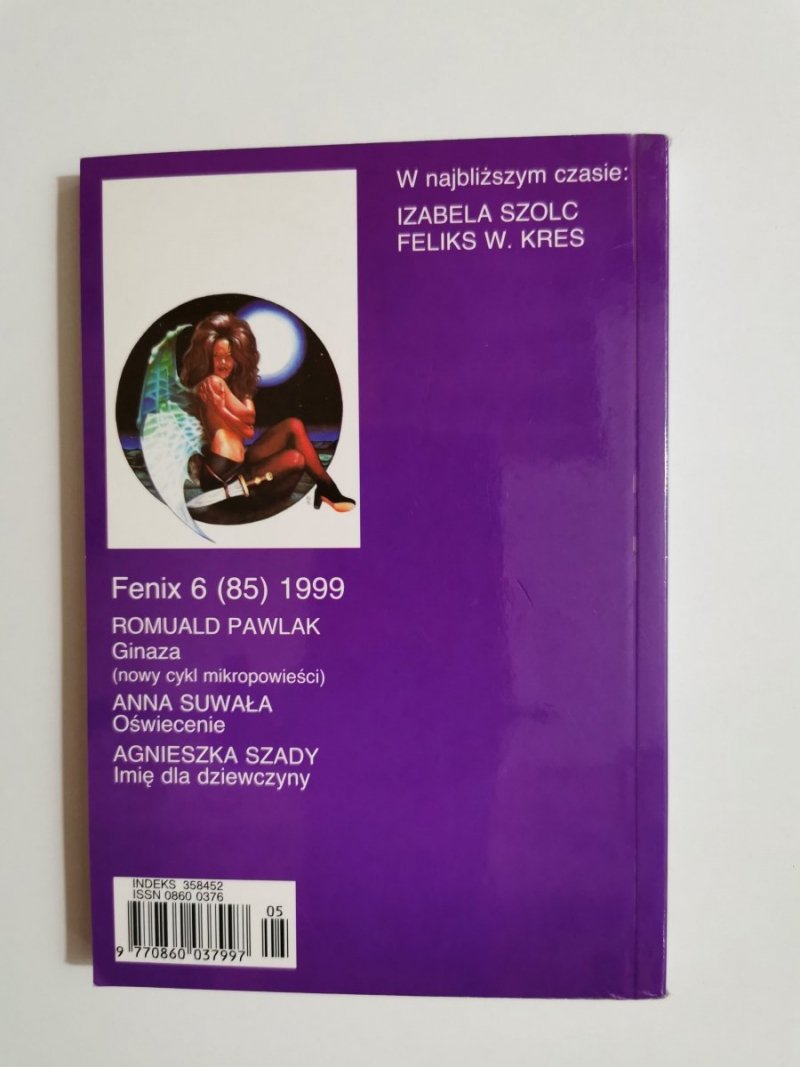 W najbliższym czasie:
IZABELA SZOLC
FELIKS W. KRES
Fenix 6 (85) 1999
ROMUALD PAWLAK
Ginaza
(nowy cykl mikropowieści)
ANNA SUWAŁA
Oświecenie
AGNIESZKA SZADY
Imię dla dziewczyny
INDEKS 358452
ISSN 0860 0376
05
9 770860 037997